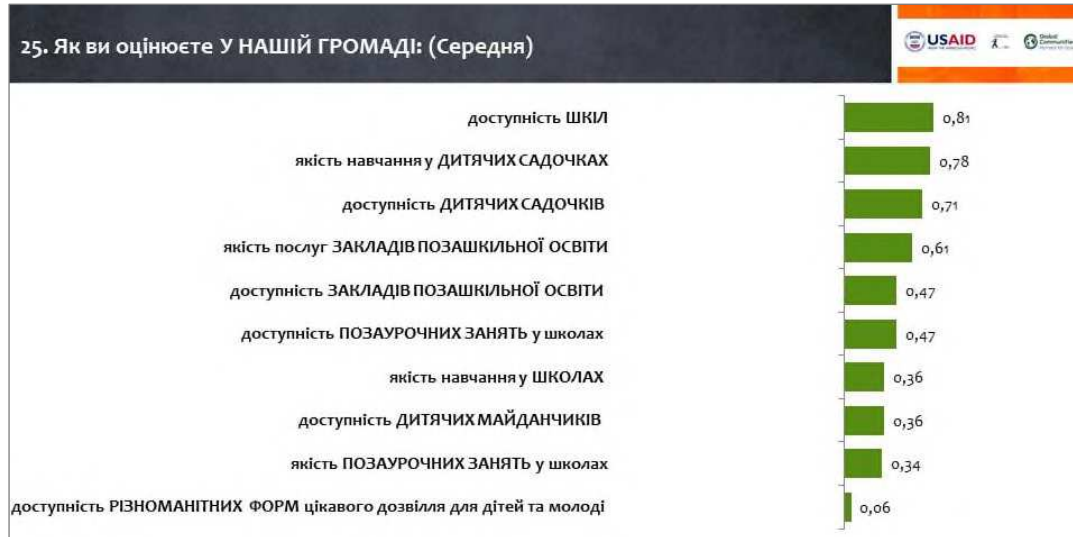 25. Як ви оцінюєте У НАШІЙ ГРОМАДІ: (Середня)
USAID
доступність ШКІЛ 0,81
якість навчання у ДИТЯЧИХ САДОЧКАХ 0,78
доступність ДИТЯЧИХ САДОЧКІВ 0,71
якість послуг ЗАКЛАДІВ ПОЗАШКІЛЬНОЇ ОСВІТИ 0,61
доступність ЗАКЛАДІВ ПОЗАШКІЛЬНОЇ ОСВІТИ 0,47
доступність ПОЗАУРОЧНИХ ЗАНЯТЬ у школах 0,47
якість навчання у ШКОЛАХ 0,36
доступність ДИТЯЧИХ МАЙДАНЧИКІВ 0,36
якість ПОЗАУРОЧНИХ ЗАНЯТЬ у школах 0,34
доступність РІЗНОМАНІТНИХ ФОРМ цікавого дозвілля для дітей та молоді 0,06